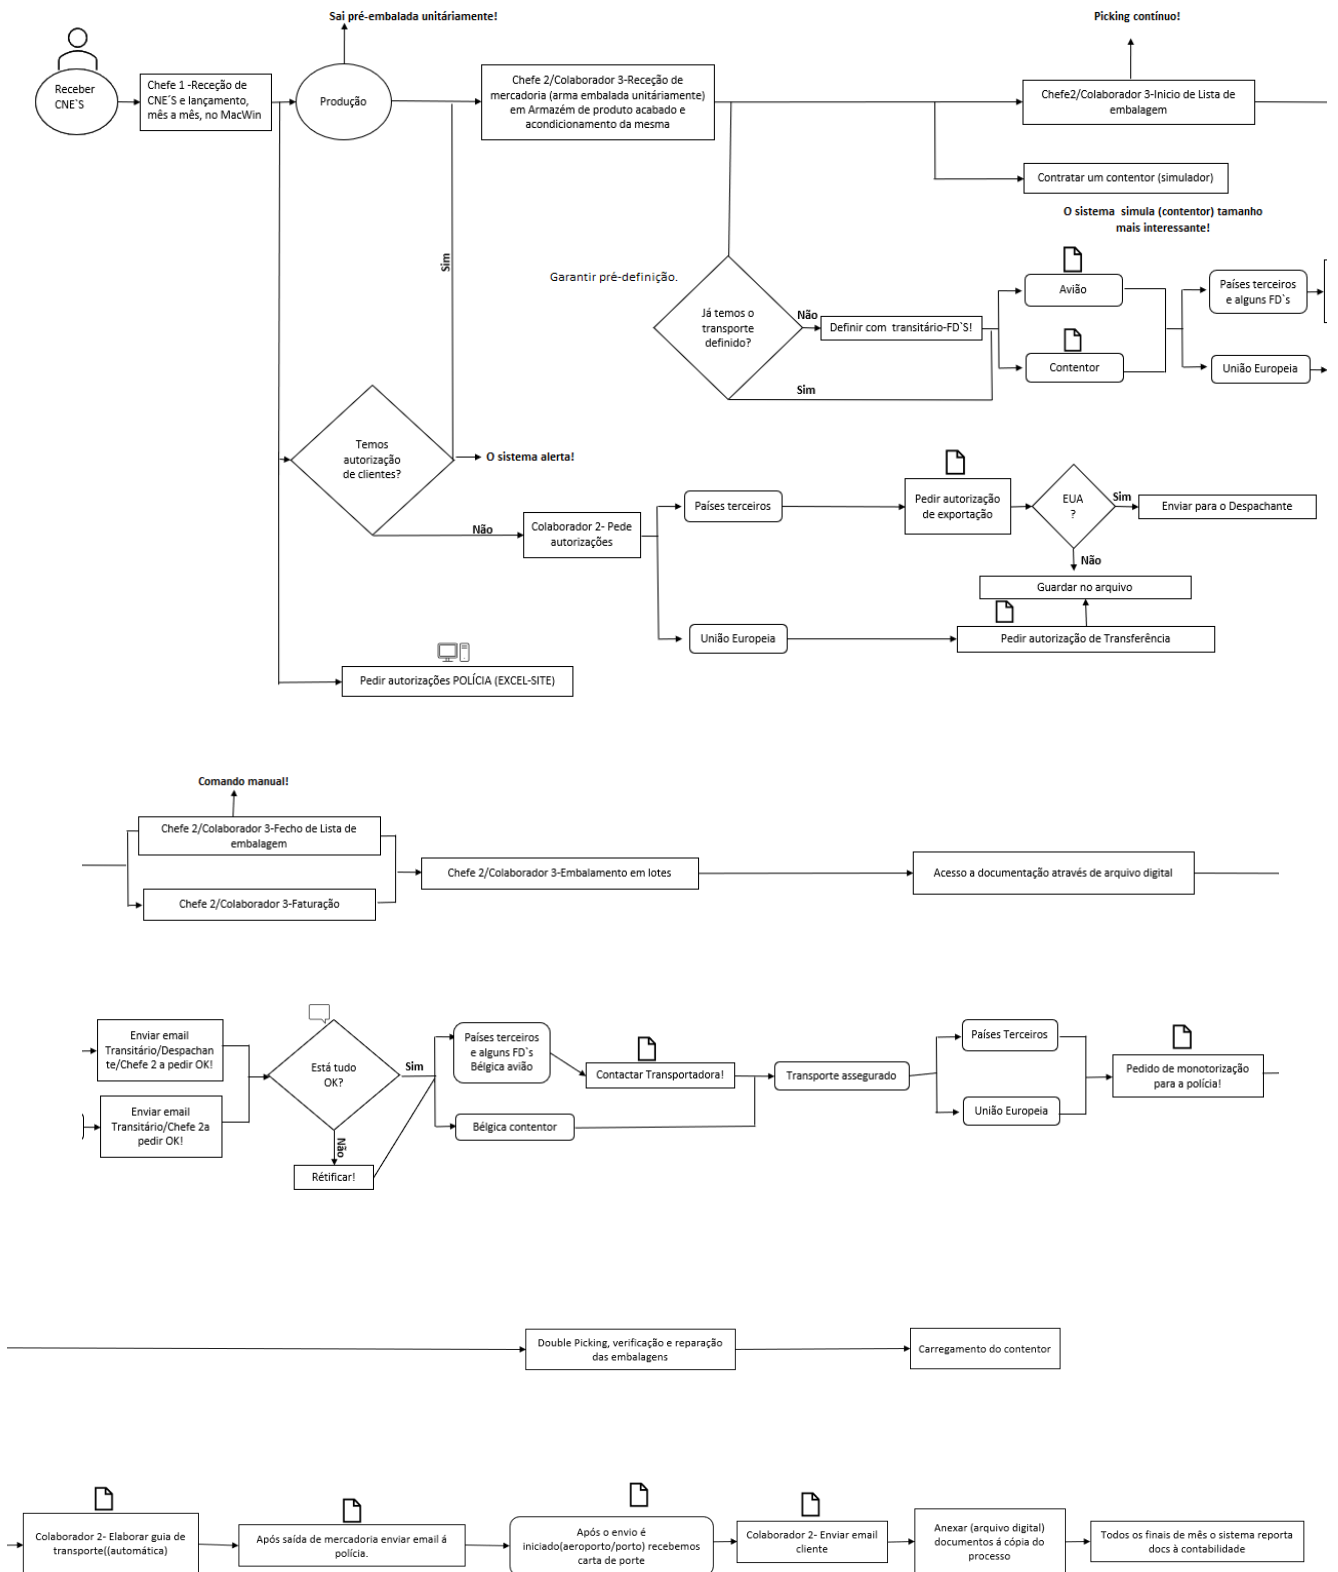 Sai pré-embalada unitáriamente!
Picking contínuo!
Receber
CNE`S
Chefe 1 -Receção de
CNE´S e lançamento,
mês a mês, no MacWin
Produção
Chefe 2/Colaborador 3-Receção de
mercadoria (arma embalada unitáriamente)
em Armazém de produto acabado e
acondicionamento da mesma
Chefe2/Colaborador 3-Inicio de Lista de
embalagem
Contratar um contentor (simulador)
O sistema simula (contentor) tamanho
mais interessante!
Sim
Garantir pré-definição.
Já temos o
transporte
definido?
Não
Definir com transitário-FD`S!
Sim
Avião
Contentor
Países terceiros
e alguns FD`s
União Europeia
Temos
autorização
de clientes?
O sistema alerta!
Não
Colaborador 2- Pede
autorizações
Países terceiros
Pedir autorização
de exportação
EUA
?
Sim
Enviar para o Despachante
Não
Guardar no arquivo
União Europeia
Pedir autorização de Transferência
Pedir autorizações POLÍCIA (EXCEL-SITE)
Comando manual!
Chefe 2/Colaborador 3-Fecho de Lista de
embalagem
Chefe 2/Colaborador 3-Faturação
Chefe 2/Colaborador 3-Embalamento em lotes
Acesso a documentação através de arquivo digital
Enviar email
Transitário/Despachan
te/Chefe 2 a pedir OK!
Enviar email
Transitário/Chefe 2a
pedir OK!
Está tudo
OK?
Sim
Não
Rétificar!
Países terceiros
e alguns FD`s
Bélgica avião
Bélgica contentor
Contactar Transportadora!
Transporte assegurado
Países Terceiros
União Europeia
Pedido de monotorização
para a polícia!
Double Picking, verificação e reparação
das embalagens
Carregamento do contentor
Colaborador 2- Elaborar guia de
transporte((automática)
Após saída de mercadoria enviar email á
polícia.
Após o envio é
iniciado(aeroporto/porto) recebemos
carta de porte
Colaborador 2- Enviar email
cliente
Anexar (arquivo digital)
documentos á cópia do
processo
Todos os finais de mês o sistema reporta
docs à contabilidade